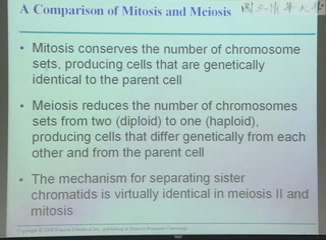 A Comparison of Mitosis and Meiosis
• Mitosis conserves the number of chromosome
sets, producing cells that are genetically
identical to the parent cell
• Meiosis reduces the number of chromosomes
sets from two (diploid) to one (haploid),
producing cells that differ genetically from each
other and from the parent cell
• The mechanism for separating sister
chromatids is virtually identical in meiosis II and
mitosis